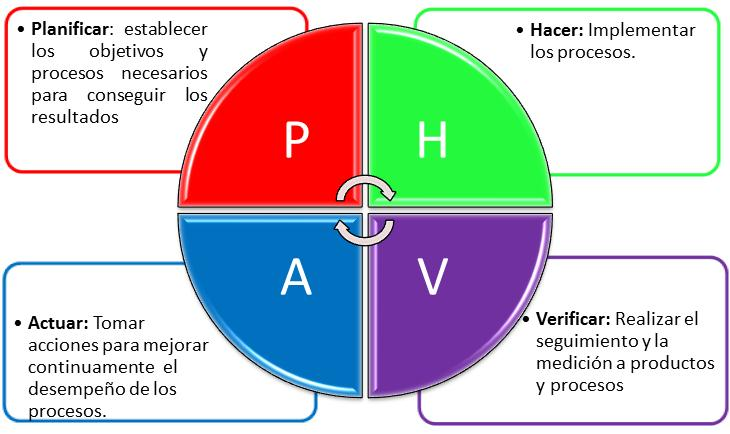 • Planificar: establecer
los objetivos y
procesos necesarios
para conseguir los
resultados
• Hacer: Implementar
los procesos.
P
H
A
V
• Actuar: Tomar
acciones para mejorar
continuamente el
desempeño de los
procesos.
• Verificar: Realizar el
seguimiento y la
medición a productos
y procesos